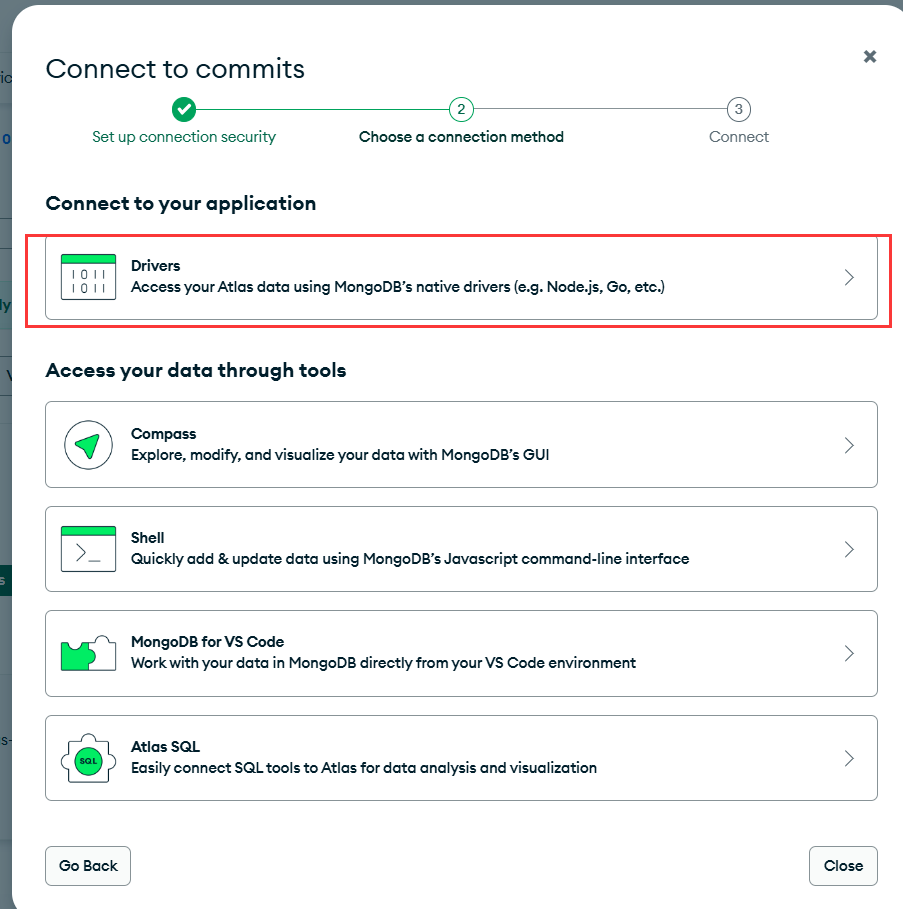 Connect to commits
2
3
Set up connection security
Choose a connection method
Connect
Connect to your application
1011
1011
Drivers
Access your Atlas data using MongoDB's native drivers (e.g. Node.js, Go, etc.)
Access your data through tools
Compass
Explore, modify, and visualize your data with MongoDB's GUI
>_
Shell
Quickly add & update data using MongoDB's Javascript command-line interface
MongoDB for VS Code
Work with your data in MongoDB directly from your VS Code environment
SQL
Atlas SQL
Easily connect SQL tools to Atlas for data analysis and visualization
Go Back
Close